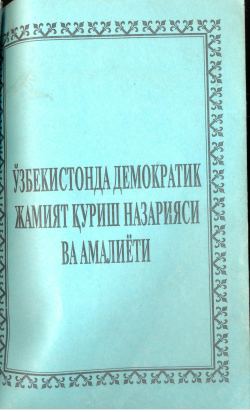 ЎЗБЕКИСТОНДА ДЕМОКРАТИК
ЖАМИЯТ ҚУРИШ НАЗАРИЯСИ
ВА АМАЛИЁТИ